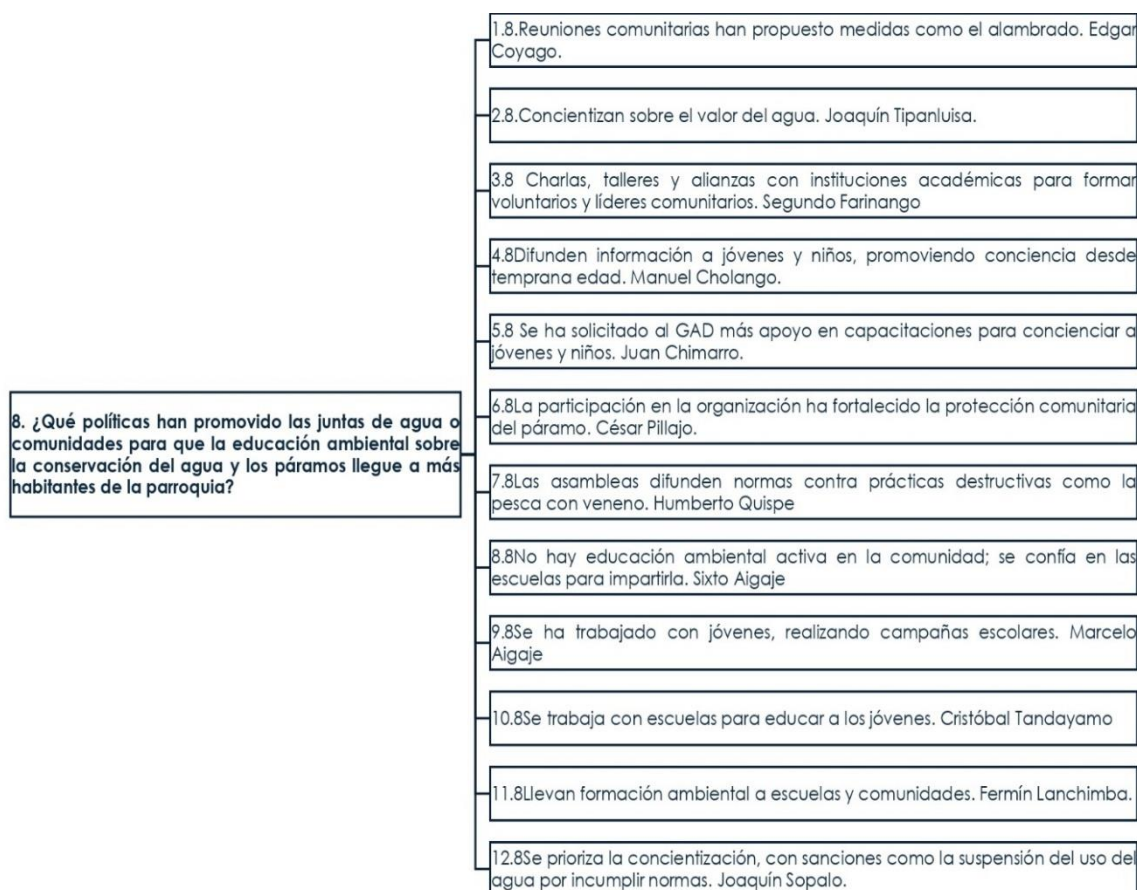 8. ¿Qué políticas han promovido las juntas de agua o
comunidades para que la educación ambiental sobre
la conservación del agua y los páramos llegue a más
habitantes de la parroquia?
1.8.Reuniones comunitarias han propuesto medidas como el alambrado. Edgar
Coyago.
2.8.Concientizan sobre el valor del agua. Joaquín Tipanluisa.
3.8 Charlas, talleres y alianzas con instituciones académicas para formar
voluntarios y líderes comunitarios. Segundo Farinango
4.8Difunden información a jóvenes y niños, promoviendo conciencia desde
temprana edad. Manuel Cholango.
5.8 Se ha solicitado al GAD más apoyo en capacitaciones para concienciar a
jóvenes y niños. Juan Chimarro.
6.8La participación en la organización ha fortalecido la protección comunitaria
del páramo. César Pillajo.
7.8Las asambleas difunden normas contra prácticas destructivas como la
pesca con veneno. Humberto Quispe
8.8No hay educación ambiental activa en la comunidad; se confía en las
escuelas para impartirla. Sixto Aigaje
9.8Se ha trabajado con jóvenes, realizando campañas escolares. Marcelo
Aigaje
10.8Se trabaja con escuelas para educar a los jóvenes. Cristóbal Tandayamo
11.8Llevan formación ambiental a escuelas y comunidades. Fermín Lanchimba.
12.8Se prioriza la concientización, con sanciones como la suspensión del uso del
agua por incumplir normas. Joaquín Sopalo.